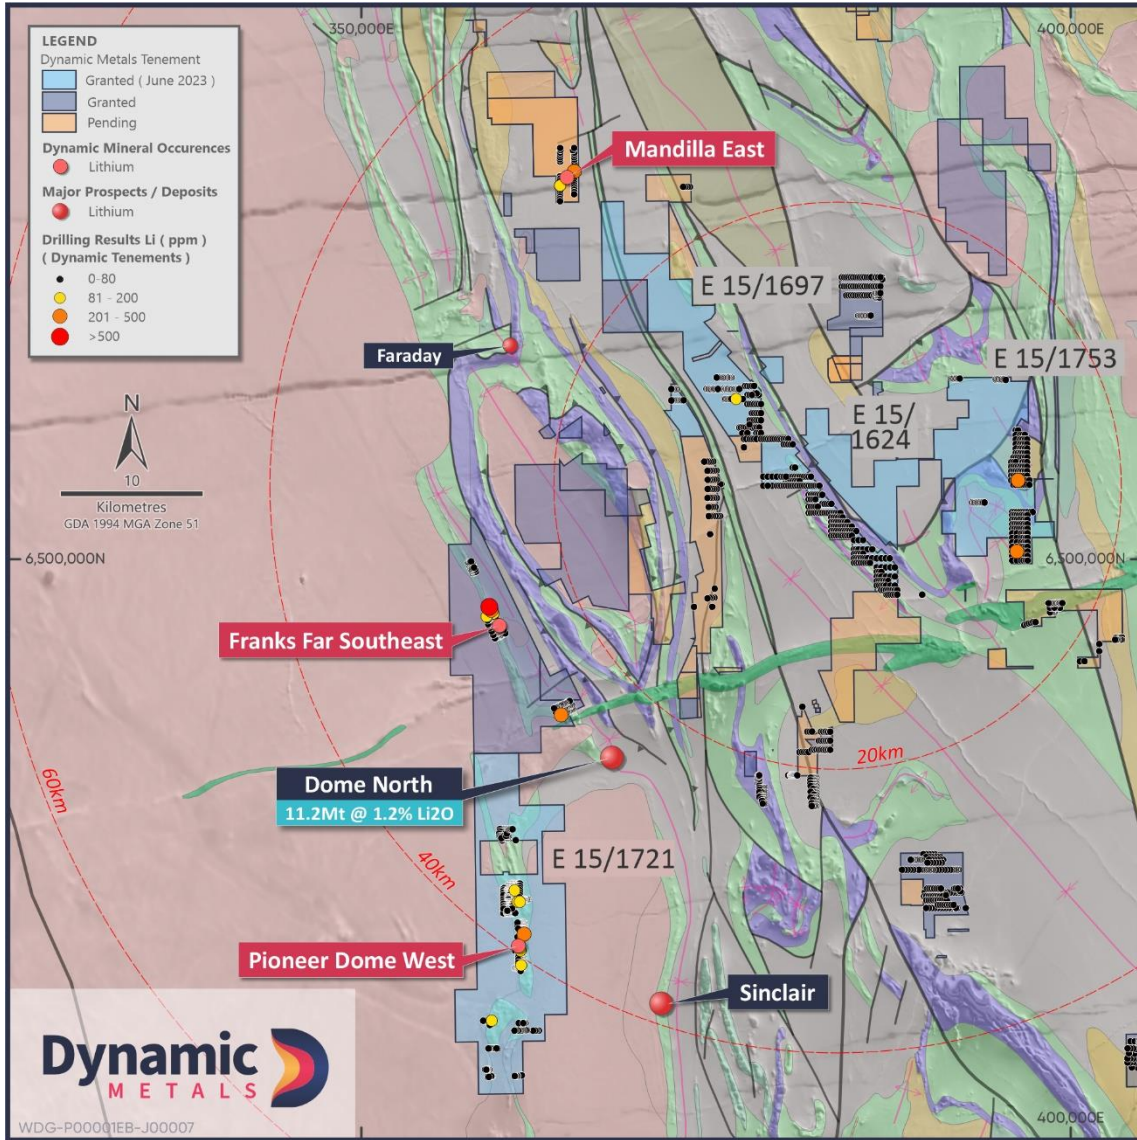 350,000E
400,000E
LEGEND
Dynamic Metals Tenement
Granted ( June 2023 )
Granted
Pending
Dynamic Mineral Occurences
Lithium
Major Prospects / Deposits
Lithium
Drilling Results Li ( ppm )
( Dynamic Tenements )
0-80
81 - 200
201 - 500
>500
Mandilla East
E 15/1697
Faraday
E 15/1753
E 15/
1624
N
10
Kilometres
GDA 1994 MGA Zone 51
6,500,000N
6,500,000N
Franks Far Southeast
20km
60km
Dome North
11.2Mt @ 1.2% Li2O
40km
E 15/1721
Pioneer Dome West
Sinclair
Dynamic
METALS
WDG-P00001EB-J00007
400,000E